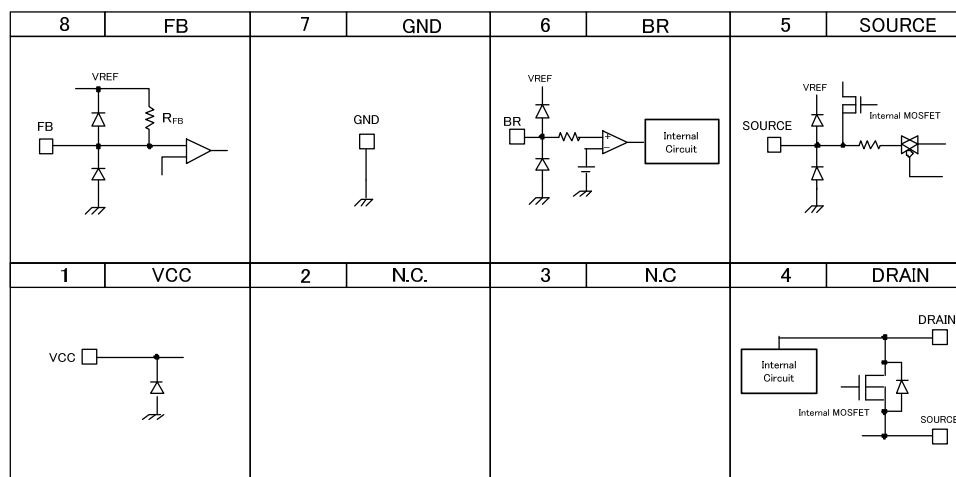 8 FB 7 GND 6 BR 5 SOURCE
VREF
R_FB
FB
GND
VREF
BR
+
−
Internal
Circuit
VREF
Internal MOSFET
SOURCE
1 VCC 2 N.C. 3 N.C 4 DRAIN
VCC
DRAIN
Internal
Circuit
Internal MOSFET
SOURCE